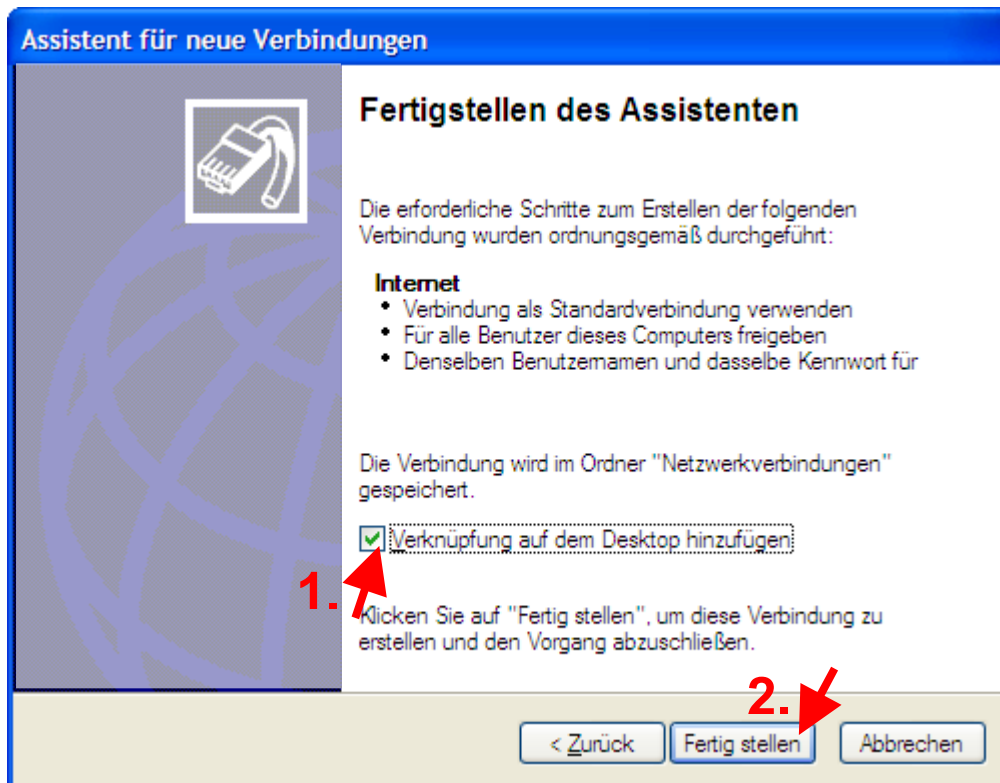 Assistent für neue Verbindungen
Fertigstellen des Assistenten
Die erforderliche Schritte zum Erstellen der folgenden
Verbindung wurden ordnungsgemäß durchgeführt:
Internet
• Verbindung als Standardverbindung verwenden
• Für alle Benutzer dieses Computers freigeben
• Denselben Benutzernamen und dasselbe Kennwort für
Die Verbindung wird im Ordner "Netzwerkverbindungen"
gespeichert.
Verknüpfung auf dem Desktop hinzufügen
1.
Klicken Sie auf "Fertig stellen", um diese Verbindung zu
erstellen und den Vorgang abzuschließen.
2.
< Zurück Fertig stellen Abbrechen